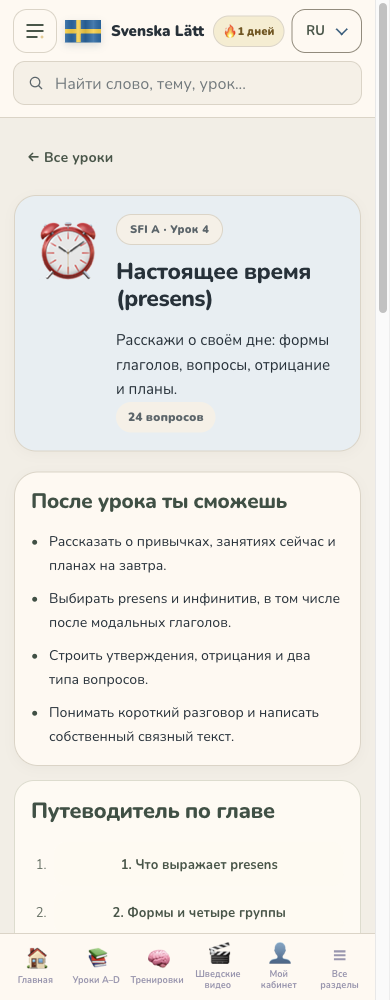 Svenska Lätt
🔥1 дней
RU
Найти слово, тему, урок...
← Все уроки
SFI A · Урок 4
Настоящее время
(presens)
Расскажи о своём дне: формы
глаголов, вопросы, отрицание
и планы.
24 вопросов
После урока ты сможешь
• Рассказать о привычках, занятиях сейчас и
планах на завтра.
• Выбирать presens и инфинитив, в том числе
после модальных глаголов.
• Строить утверждения, отрицания и два
типа вопросов.
• Понимать короткий разговор и написать
собственный связный текст.
Путеводитель по главе
1. 1. Что выражает presens
2. 2. Формы и четыре группы
Главная
Уроки A–D
Тренировки
Шведские
видео
Мой
кабинет
Все
разделы